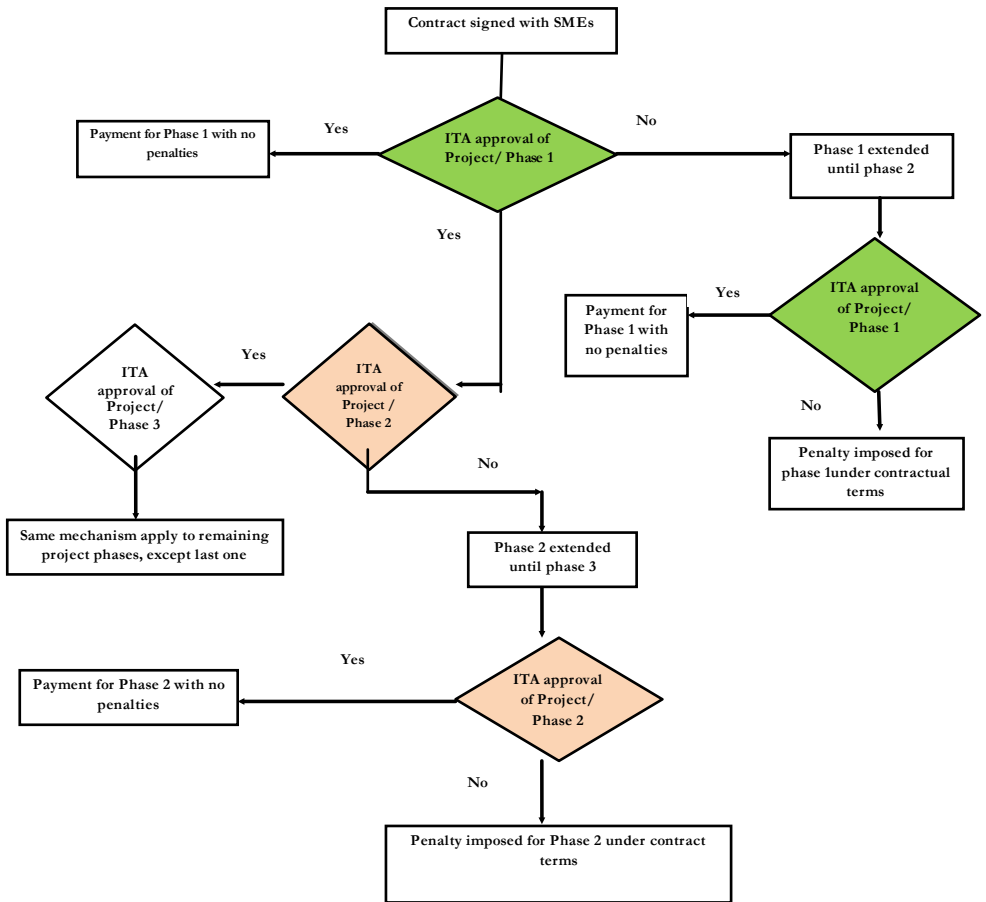 Contract signed with SMEs
Payment for Phase 1 with no
penalties
Yes
ITA approval of
Project/ Phase 1
No
Phase 1 extended
until phase 2
Yes
Payment for
Phase 1 with
no penalties
Yes
ITA approval
of Project/
Phase 1
No
Penalty imposed for
phase 1under contractual
terms
ITA
approval of
Project/
Phase 3
Yes
ITA
approval of
Project /
Phase 2
No
Same mechanism apply to remaining
project phases, except last one
Phase 2 extended
until phase 3
Payment for Phase 2 with no
penalties
Yes
ITA approval
of Project/
Phase 2
No
Penalty imposed for Phase 2 under contract
terms